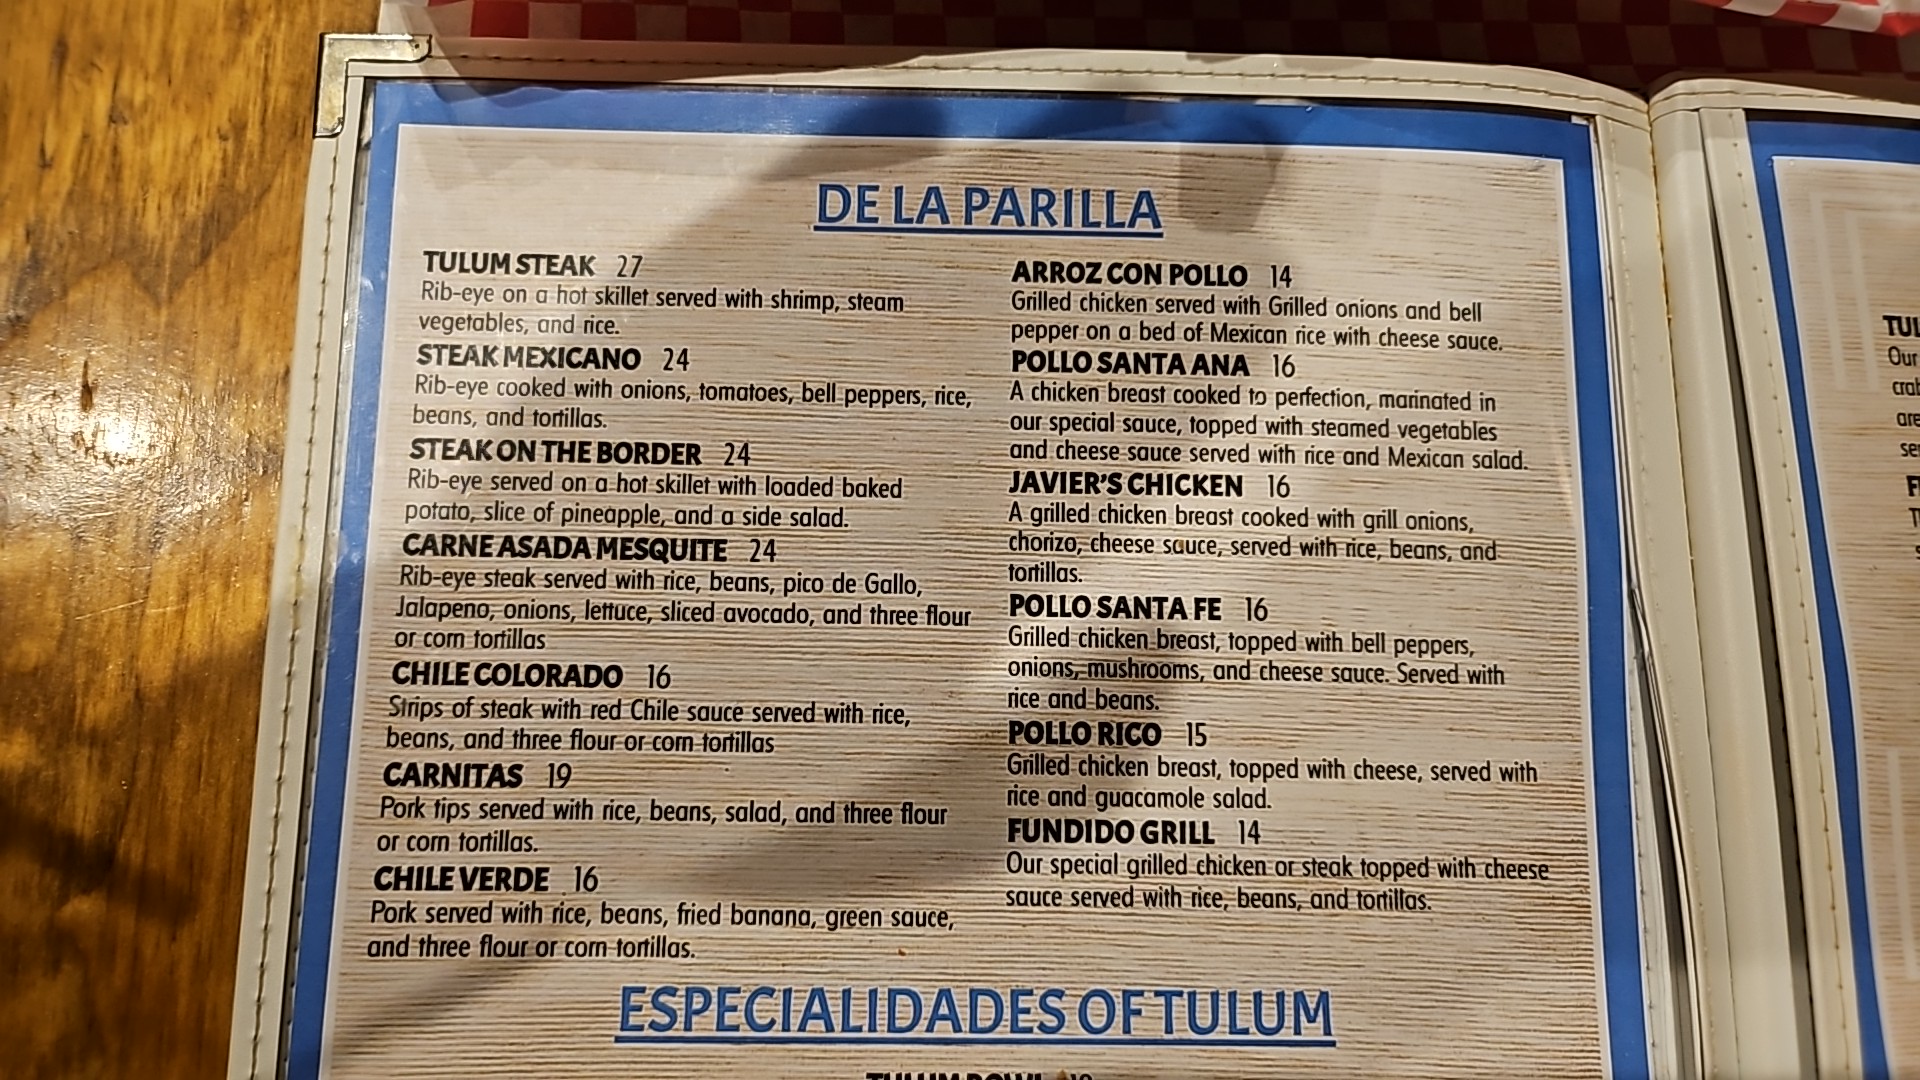 DE LA PARILLA
TULUM STEAK 27
Rib-eye on a hot skillet served with shrimp, steam
vegetables, and rice.
STEAK MEXICANO 24
Rib-eye cooked with onions, tomatoes, bell peppers, rice,
beans, and tortillas.
STEAK ON THE BORDER 24
Rib-eye served on a hot skillet with loaded baked
potato, slice of pineapple, and a side salad.
CARNE ASADA MESQUITE 24
Rib-eye steak served with rice, beans, pico de Gallo,
Jalapeno, onions, lettuce, sliced avocado, and three flour
or corn tortillas
CHILE COLORADO 16
Strips of steak with red Chile sauce served with rice,
beans, and three flour or corn tortillas
CARNITAS 19
Pork tips served with rice, beans, salad, and three flour
or corn tortillas.
CHILE VERDE 16
Pork served with rice, beans, fried banana, green sauce,
and three flour or corn tortillas.
ARROZ CON POLLO 14
Grilled chicken served with Grilled onions and bell
pepper on a bed of Mexican rice with cheese sauce.
POLLO SANTA ANA 16
A chicken breast cooked to perfection, marinated in
our special sauce, topped with steamed vegetables
and cheese sauce served with rice and Mexican salad.
JAVIER'S CHICKEN 16
A grilled chicken breast cooked with grill onions,
chorizo, cheese sauce, served with rice, beans, and
tortillas.
POLLO SANTA FE 16
Grilled chicken breast, topped with bell peppers,
onions, mushrooms, and cheese sauce. Served with
rice and beans.
POLLO RICO 15
Grilled chicken breast, topped with cheese, served with
rice and guacamole salad.
FUNDIDO GRILL 14
Our special grilled chicken or steak topped with cheese
sauce served with rice, beans, and tortillas.
ESPECIALIDADES OF TULUM
TULUM BOWL
Our